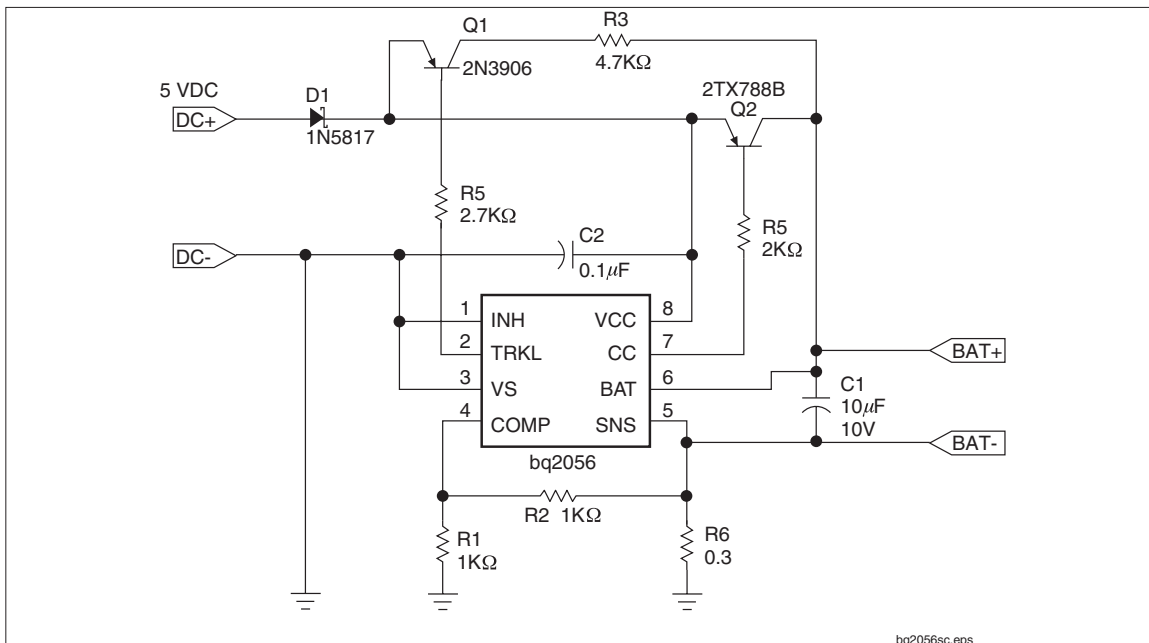 Q1
2N3906
R3
4.7KΩ
5 VDC
DC+
D1
1N5817
2TX788B
Q2
R5
2.7KΩ
R5
2KΩ
DC-
C2
0.1µF
1 INH VCC 8
2 TRKL CC 7
3 VS BAT 6
4 COMP SNS 5
bq2056
BAT+
C1
10µF
10V
BAT-
R2 1KΩ
R1
1KΩ
R6
0.3
bq2056sc.eps